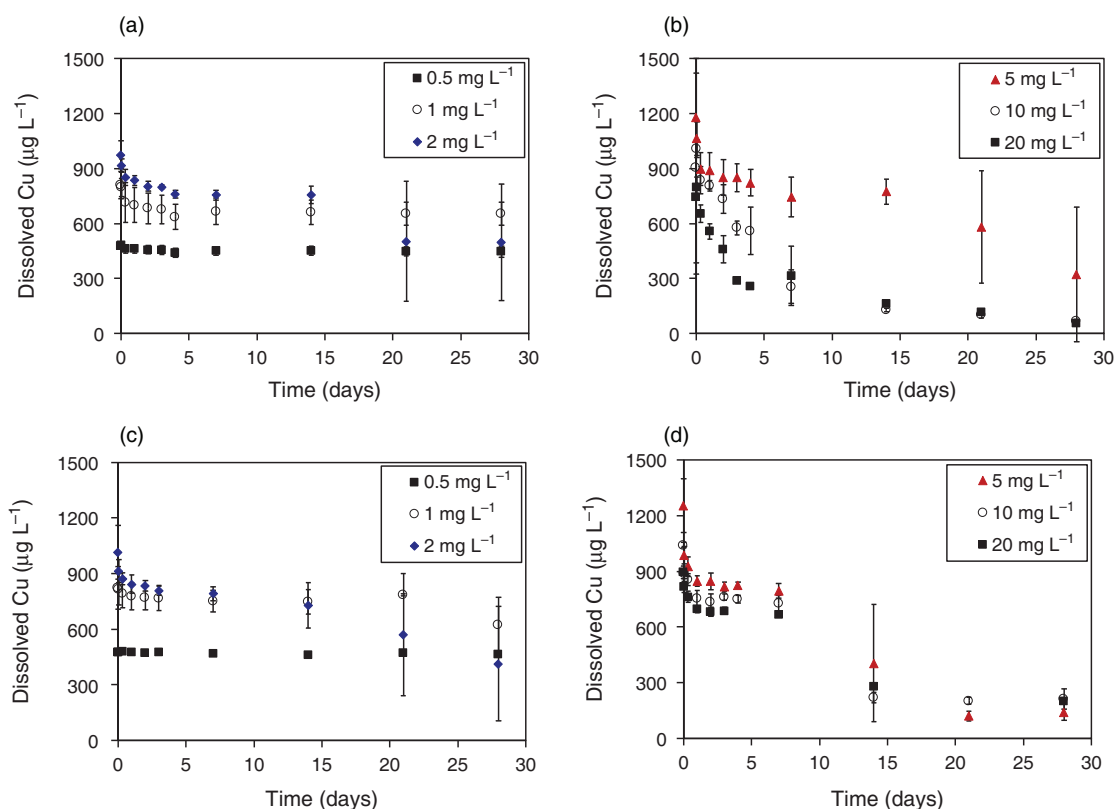 (a)
1500
1200
900
600
300
0
Dissolved Cu (μg L⁻¹)
0.5 mg L⁻¹
1 mg L⁻¹
2 mg L⁻¹
0 5 10 15 20 25 30
Time (days)
(b)
1500
1200
900
600
300
0
Dissolved Cu (μg L⁻¹)
5 mg L⁻¹
10 mg L⁻¹
20 mg L⁻¹
0 5 10 15 20 25 30
Time (days)
(c)
1500
1200
900
600
300
0
Dissolved Cu (μg L⁻¹)
0.5 mg L⁻¹
1 mg L⁻¹
2 mg L⁻¹
0 5 10 15 20 25 30
Time (days)
(d)
1500
1200
900
600
300
0
Dissolved Cu (μg L⁻¹)
5 mg L⁻¹
10 mg L⁻¹
20 mg L⁻¹
0 5 10 15 20 25 30
Time (days)